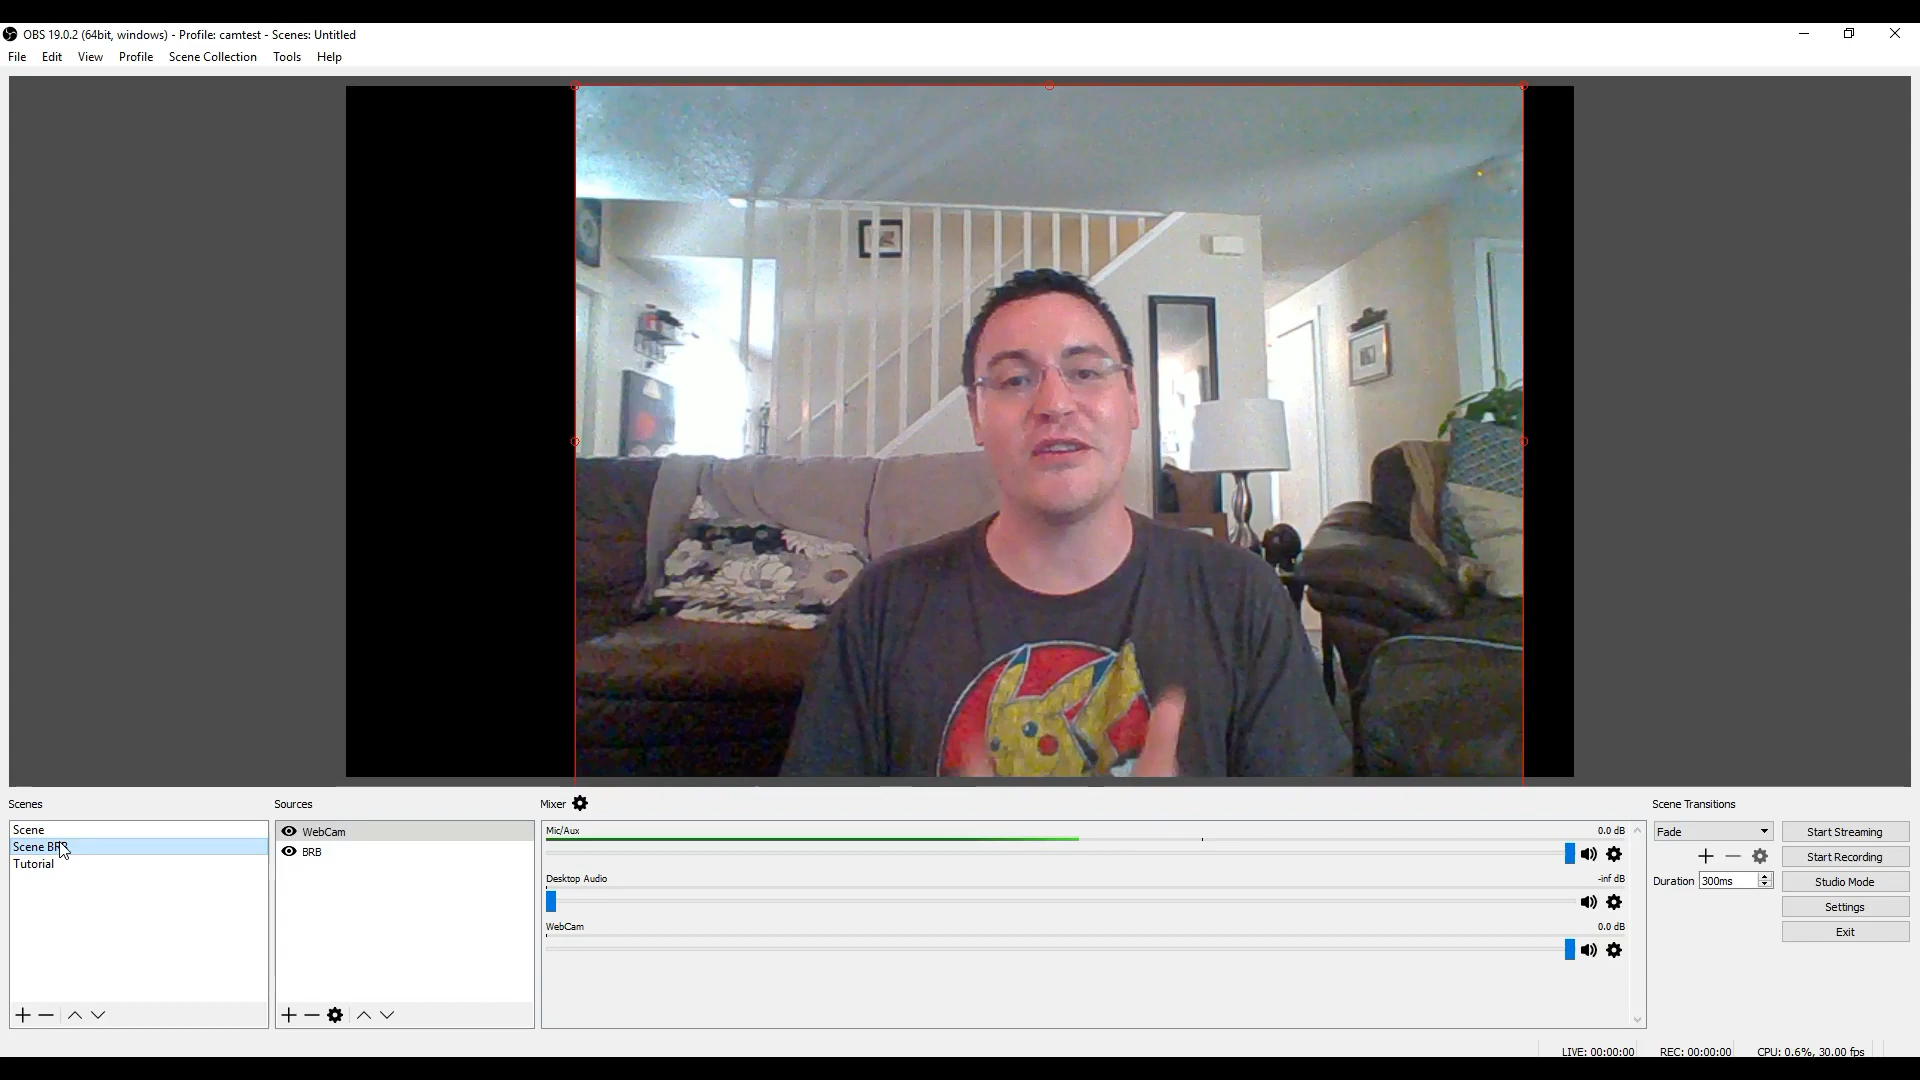 OBS 19.0.2 (64bit, windows) - Profile: camtest - Scenes: Untitled
File Edit View Profile Scene Collection Tools Help
Scenes
Scene
Scene BRB
Tutorial
Sources
WebCam
BRB
Mixer
Mic/Aux 0.0 dB
Desktop Audio -inf dB
WebCam 0.0 dB
Scene Transitions
Fade
Duration 300ms
Start Streaming
Start Recording
Studio Mode
Settings
Exit
LIVE: 00:00:00 REC: 00:00:00 CPU: 0.6%, 30.00 fps